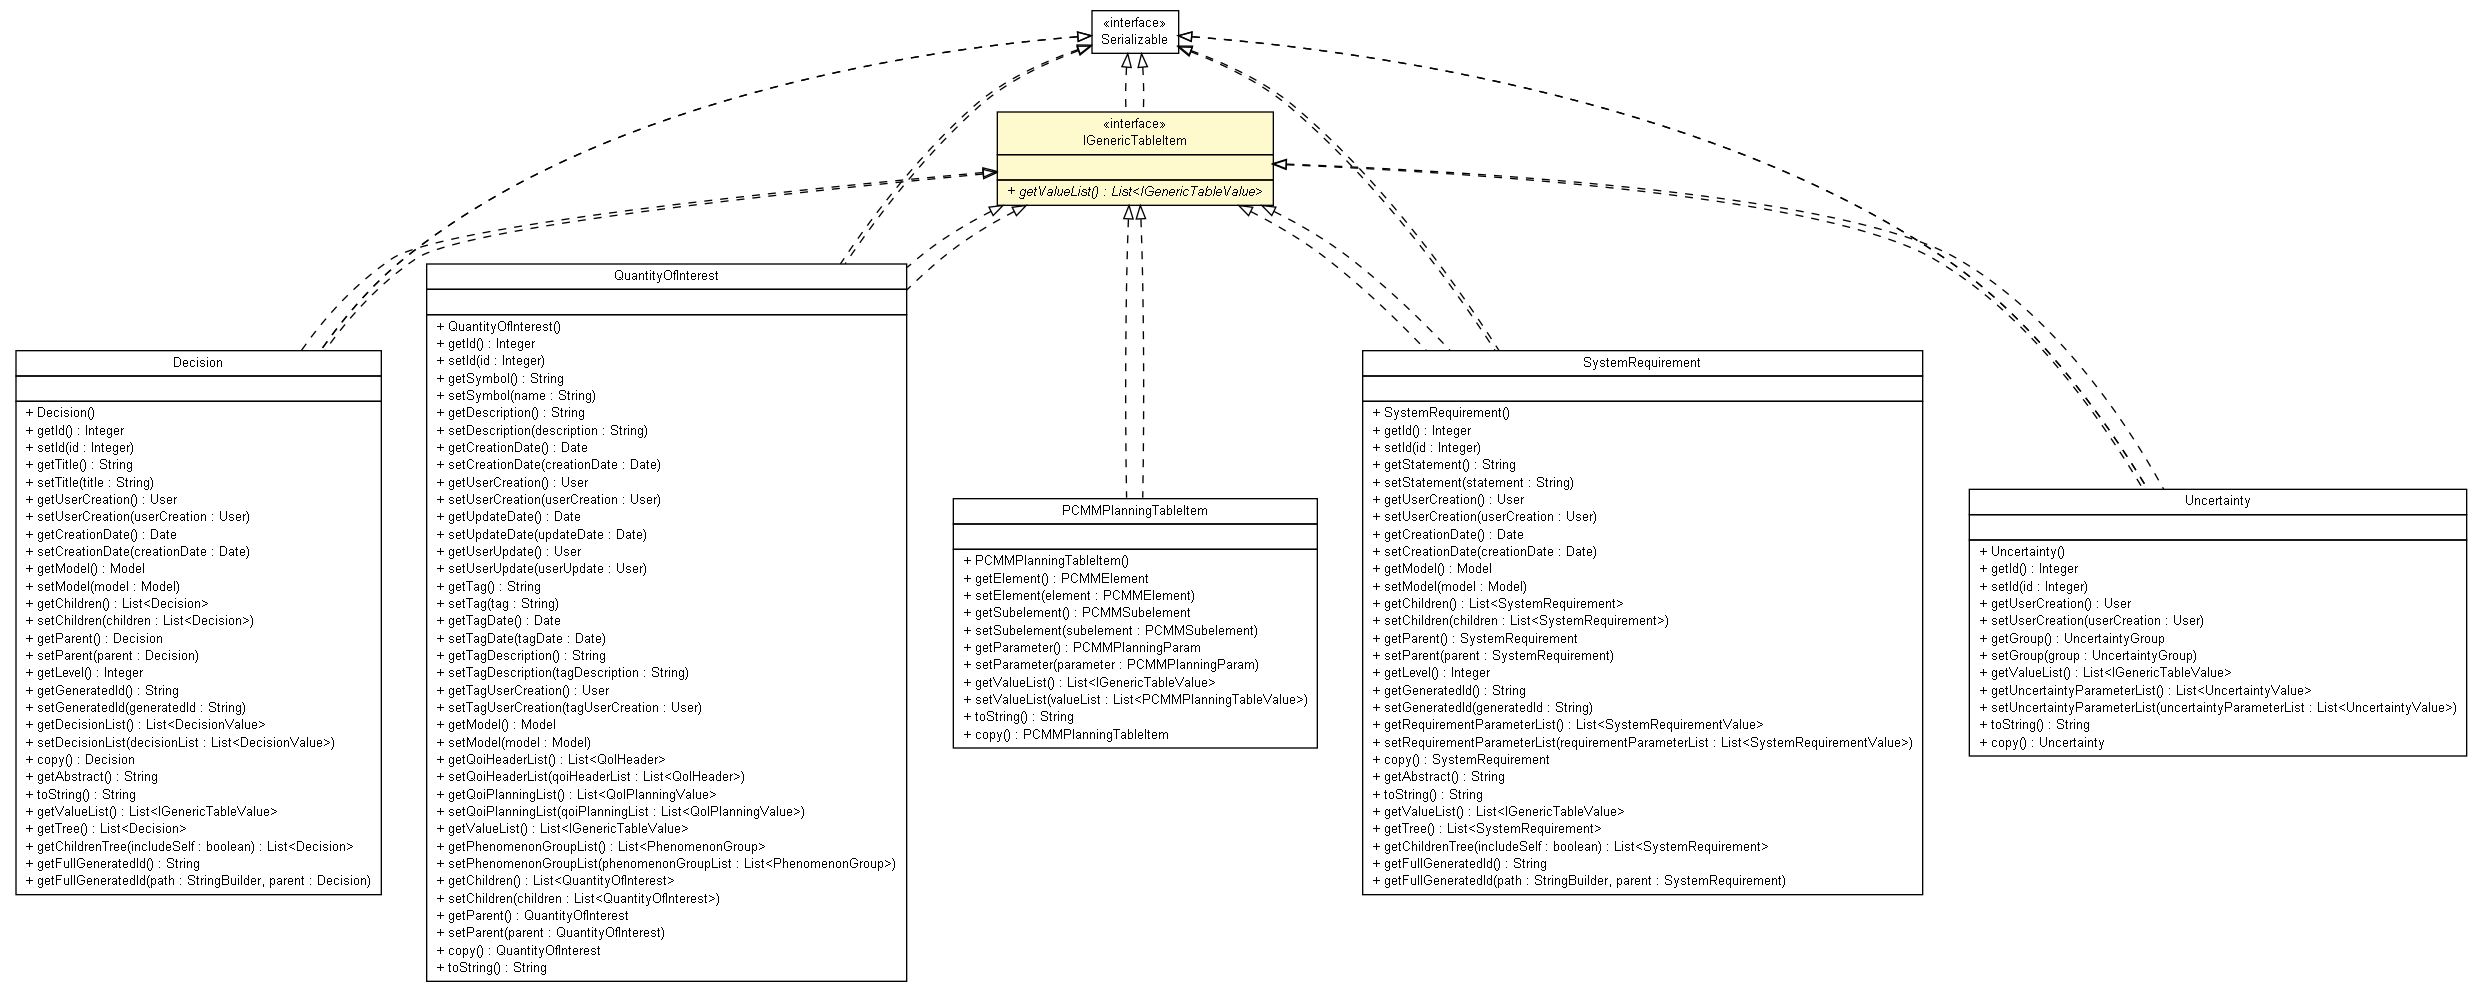 «interface»
Serializable
«interface»
IGenericTableItem
+ getValueList() : List<IGenericTableValue>
Decision
+ Decision()
+ getId() : Integer
+ setId(id : Integer)
+ getTitle() : String
+ setTitle(title : String)
+ getUserCreation() : User
+ setUserCreation(userCreation : User)
+ getCreationDate() : Date
+ setCreationDate(creationDate : Date)
+ getModel() : Model
+ setModel(model : Model)
+ getChildren() : List<Decision>
+ setChildren(children : List<Decision>)
+ getParent() : Decision
+ setParent(parent : Decision)
+ getLevel() : Integer
+ getGeneratedId() : String
+ setGeneratedId(generatedId : String)
+ getDecisionList() : List<DecisionValue>
+ setDecisionList(decisionList : List<DecisionValue>)
+ copy() : Decision
+ getAbstract() : String
+ toString() : String
+ getValueList() : List<IGenericTableValue>
+ getTree() : List<Decision>
+ getChildrenTree(includeSelf : boolean) : List<Decision>
+ getFullGeneratedId() : String
+ getFullGeneratedId(path : StringBuilder, parent : Decision)
QuantityOfInterest
+ QuantityOfInterest()
+ getId() : Integer
+ setId(id : Integer)
+ getSymbol() : String
+ setSymbol(name : String)
+ getDescription() : String
+ setDescription(description : String)
+ getCreationDate() : Date
+ setCreationDate(creationDate : Date)
+ getUserCreation() : User
+ setUserCreation(userCreation : User)
+ getUpdateDate() : Date
+ setUpdateDate(updateDate : Date)
+ getUserUpdate() : User
+ setUserUpdate(userUpdate : User)
+ getTag() : String
+ setTag(tag : String)
+ getTagDate() : Date
+ setTagDate(tagDate : Date)
+ getTagDescription() : String
+ setTagDescription(tagDescription : String)
+ getTagUserCreation() : User
+ setTagUserCreation(tagUserCreation : User)
+ getModel() : Model
+ setModel(model : Model)
+ getQoiHeaderList() : List<QoIHeader>
+ setQoiHeaderList(qoiHeaderList : List<QoIHeader>)
+ getQoiPlanningList() : List<QoIPlanningValue>
+ setQoiPlanningList(qoiPlanningList : List<QoIPlanningValue>)
+ getValueList() : List<IGenericTableValue>
+ getPhenomenonGroupList() : List<PhenomenonGroup>
+ setPhenomenonGroupList(phenomenonGroupList : List<PhenomenonGroup>)
+ getChildren() : List<QuantityOfInterest>
+ setChildren(children : List<QuantityOfInterest>)
+ getParent() : QuantityOfInterest
+ setParent(parent : QuantityOfInterest)
+ copy() : QuantityOfInterest
+ toString() : String
PCMMPlanningTableItem
+ PCMMPlanningTableItem()
+ getElement() : PCMMElement
+ setElement(element : PCMMElement)
+ getSubelement() : PCMMSubelement
+ setSubelement(subelement : PCMMSubelement)
+ getParameter() : PCMMPlanningParam
+ setParameter(parameter : PCMMPlanningParam)
+ getValueList() : List<IGenericTableValue>
+ setValueList(valueList : List<PCMMPlanningTableValue>)
+ toString() : String
+ copy() : PCMMPlanningTableItem
SystemRequirement
+ SystemRequirement()
+ getId() : Integer
+ setId(id : Integer)
+ getStatement() : String
+ setStatement(statement : String)
+ getUserCreation() : User
+ setUserCreation(userCreation : User)
+ getCreationDate() : Date
+ setCreationDate(creationDate : Date)
+ getModel() : Model
+ setModel(model : Model)
+ getChildren() : List<SystemRequirement>
+ setChildren(children : List<SystemRequirement>)
+ getParent() : SystemRequirement
+ setParent(parent : SystemRequirement)
+ getLevel() : Integer
+ getGeneratedId() : String
+ setGeneratedId(generatedId : String)
+ getRequirementParameterList() : List<SystemRequirementValue>
+ setRequirementParameterList(requirementParameterList : List<SystemRequirementValue>)
+ copy() : SystemRequirement
+ getAbstract() : String
+ toString() : String
+ getValueList() : List<IGenericTableValue>
+ getTree() : List<SystemRequirement>
+ getChildrenTree(includeSelf : boolean) : List<SystemRequirement>
+ getFullGeneratedId() : String
+ getFullGeneratedId(path : StringBuilder, parent : SystemRequirement)
Uncertainty
+ Uncertainty()
+ getId() : Integer
+ setId(id : Integer)
+ getUserCreation() : User
+ setUserCreation(userCreation : User)
+ getGroup() : UncertaintyGroup
+ setGroup(group : UncertaintyGroup)
+ getValueList() : List<IGenericTableValue>
+ getUncertaintyParameterList() : List<UncertaintyValue>
+ setUncertaintyParameterList(uncertaintyParameterList : List<UncertaintyValue>)
+ toString() : String
+ copy() : Uncertainty